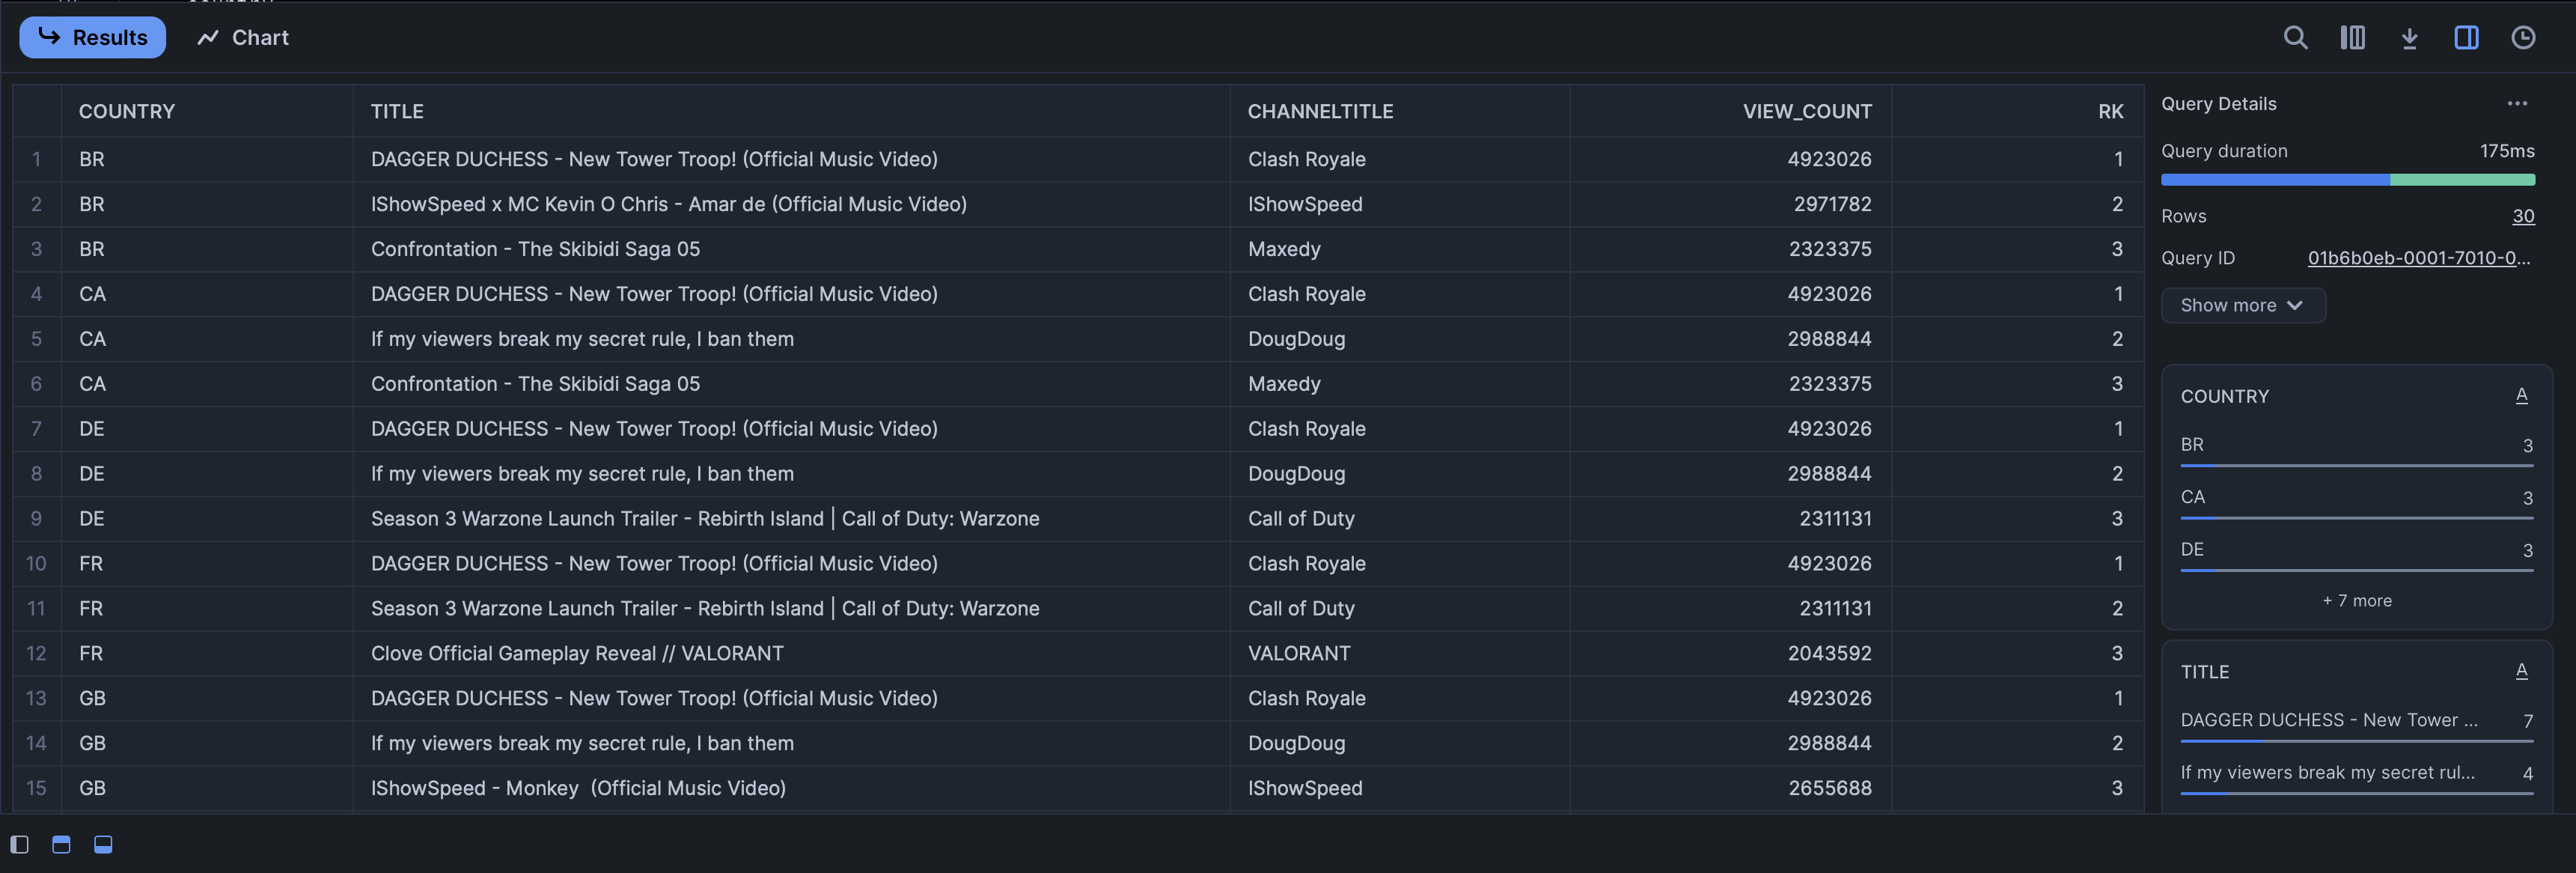 Results Chart
COUNTRY TITLE CHANNELTITLE VIEW_COUNT RK
1 BR DAGGER DUCHESS - New Tower Troop! (Official Music Video) Clash Royale 4923026 1
2 BR IShowSpeed x MC Kevin O Chris - Amar de (Official Music Video) IShowSpeed 2971782 2
3 BR Confrontation - The Skibidi Saga 05 Maxedy 2323375 3
4 CA DAGGER DUCHESS - New Tower Troop! (Official Music Video) Clash Royale 4923026 1
5 CA If my viewers break my secret rule, I ban them DougDoug 2988844 2
6 CA Confrontation - The Skibidi Saga 05 Maxedy 2323375 3
7 DE DAGGER DUCHESS - New Tower Troop! (Official Music Video) Clash Royale 4923026 1
8 DE If my viewers break my secret rule, I ban them DougDoug 2988844 2
9 DE Season 3 Warzone Launch Trailer - Rebirth Island | Call of Duty: Warzone Call of Duty 2311131 3
10 FR DAGGER DUCHESS - New Tower Troop! (Official Music Video) Clash Royale 4923026 1
11 FR Season 3 Warzone Launch Trailer - Rebirth Island | Call of Duty: Warzone Call of Duty 2311131 2
12 FR Clove Official Gameplay Reveal // VALORANT VALORANT 2043592 3
13 GB DAGGER DUCHESS - New Tower Troop! (Official Music Video) Clash Royale 4923026 1
14 GB If my viewers break my secret rule, I ban them DougDoug 2988844 2
15 GB IShowSpeed - Monkey  (Official Music Video) IShowSpeed 2655688 3
Query Details ...
Query duration 175ms
Rows 30
Query ID 01b6b0eb-0001-7010-0...
Show more
COUNTRY A
BR 3
CA 3
DE 3
+ 7 more
TITLE A
DAGGER DUCHESS - New Tower ... 7
If my viewers break my secret rul... 4